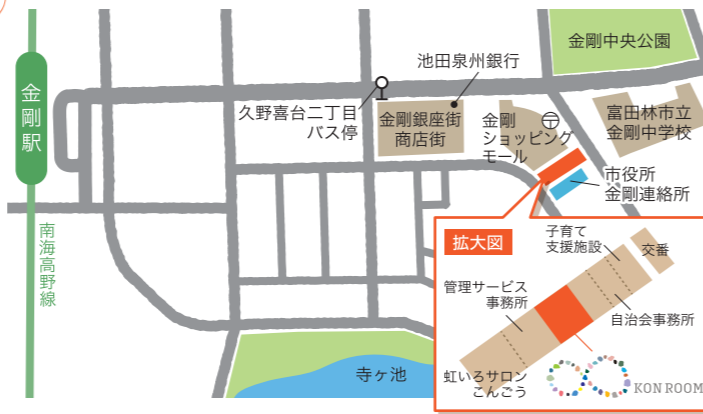 金剛駅
南海高野線
久野喜台二丁目
バス停
池田泉州銀行
金剛銀座街
商店街
金剛
ショッピング
モール
金剛中央公園
富田林市立
金剛中学校
市役所
金剛連絡所
寺ヶ池
拡大図
子育て
支援施設
交番
管理サービス
事務所
自治会事務所
虹いろサロン
こんごう
KONROOM